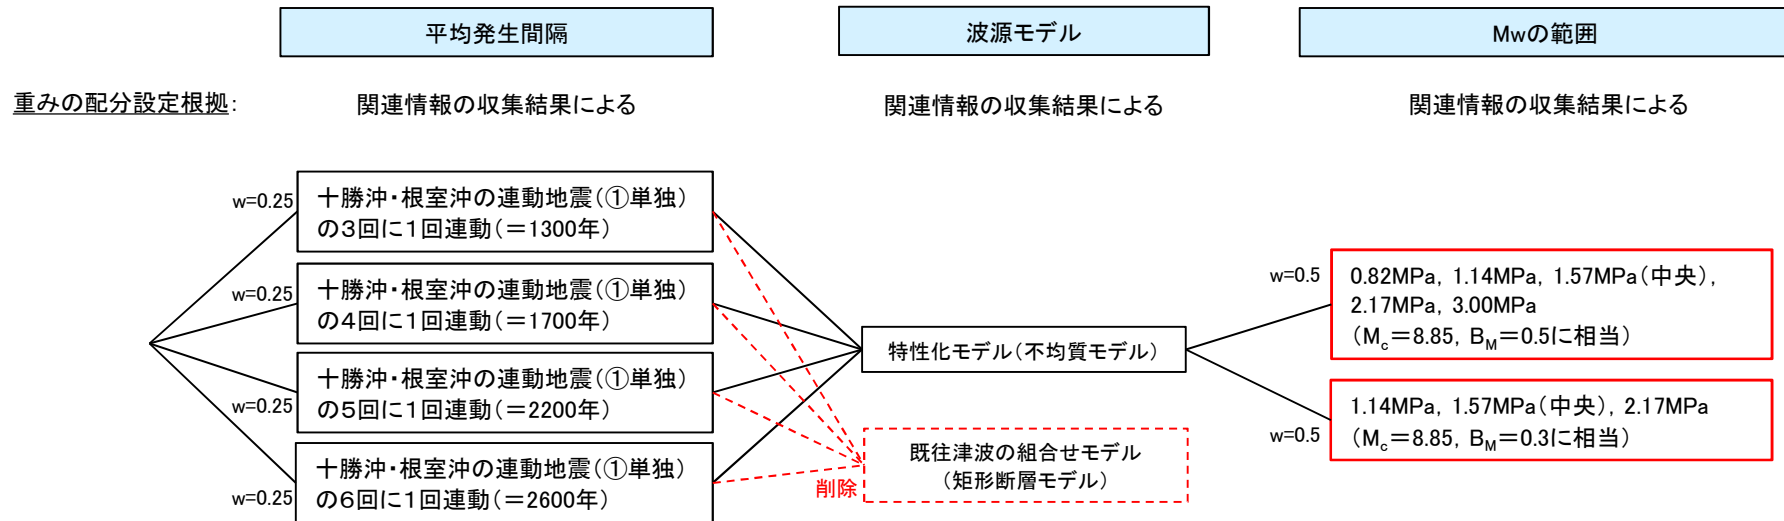 平均発生間隔
波源モデル
Mwの範囲
重みの配分設定根拠:
関連情報の収集結果による
関連情報の収集結果による
関連情報の収集結果による
w=0.25
十勝沖・根室沖の連動地震(①単独)
の3回に1回連動(=1300年)
w=0.25
十勝沖・根室沖の連動地震(①単独)
の4回に1回連動(=1700年)
w=0.25
十勝沖・根室沖の連動地震(①単独)
の5回に1回連動(=2200年)
w=0.25
十勝沖・根室沖の連動地震(①単独)
の6回に1回連動(=2600年)
特性化モデル(不均質モデル)
既往津波の組合せモデル
(矩形断層モデル)
削除
w=0.5
0.82MPa, 1.14MPa, 1.57MPa(中央),
2.17MPa, 3.00MPa
(Mc=8.85, BM=0.5に相当)
w=0.5
1.14MPa, 1.57MPa(中央), 2.17MPa
(Mc=8.85, BM=0.3に相当)